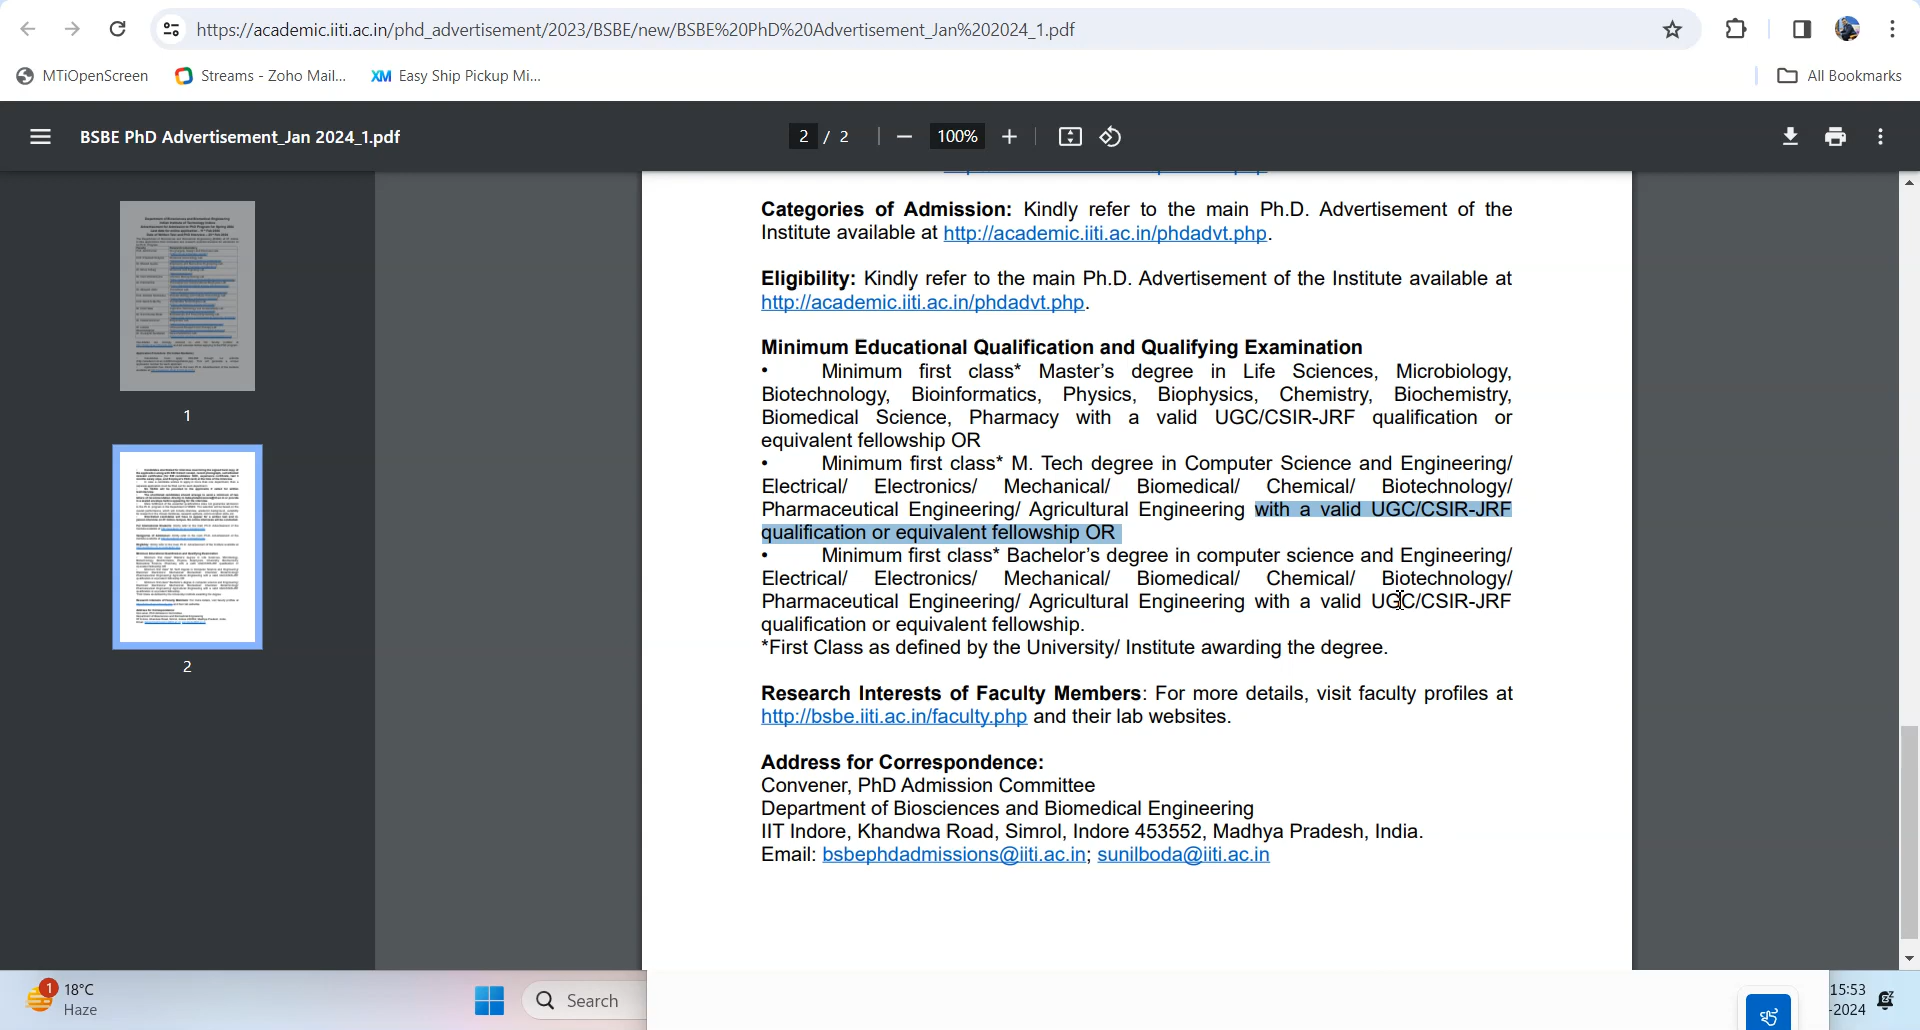 https://academic.iiti.ac.in/phd_advertisement/2023/BSBE/new/BSBE%20PhD%20Advertisement_Jan%202024_1.pdf
MTiOpenScreen
Streams - Zoho Mail...
XM Easy Ship Pickup Mi...
All Bookmarks
BSBE PhD Advertisement_Jan 2024_1.pdf
2 / 2
100%
Categories of Admission: Kindly refer to the main Ph.D. Advertisement of the
Institute available at http://academic.iiti.ac.in/phdadvt.php.
Eligibility: Kindly refer to the main Ph.D. Advertisement of the Institute available at
http://academic.iiti.ac.in/phdadvt.php.
Minimum Educational Qualification and Qualifying Examination
• Minimum first class* Master's degree in Life Sciences, Microbiology,
Biotechnology, Bioinformatics, Physics, Biophysics, Chemistry, Biochemistry,
Biomedical Science, Pharmacy with a valid UGC/CSIR-JRF qualification or
equivalent fellowship OR
• Minimum first class* M. Tech degree in Computer Science and Engineering/
Electrical/ Electronics/ Mechanical/ Biomedical/ Chemical/ Biotechnology/
Pharmaceutical Engineering/ Agricultural Engineering with a valid UGC/CSIR-JRF
qualification or equivalent fellowship OR
• Minimum first class* Bachelor's degree in computer science and Engineering/
Electrical/ Electronics/ Mechanical/ Biomedical/ Chemical/ Biotechnology/
Pharmaceutical Engineering/ Agricultural Engineering with a valid UGC/CSIR-JRF
qualification or equivalent fellowship.
*First Class as defined by the University/ Institute awarding the degree.
Research Interests of Faculty Members: For more details, visit faculty profiles at
http://bsbe.iiti.ac.in/faculty.php and their lab websites.
Address for Correspondence:
Convener, PhD Admission Committee
Department of Biosciences and Biomedical Engineering
IIT Indore, Khandwa Road, Simrol, Indore 453552, Madhya Pradesh, India.
Email: bsbephdadmissions@iiti.ac.in; sunilboda@iiti.ac.in
1
2
1
18°C
Haze
Search
15:53
-2024